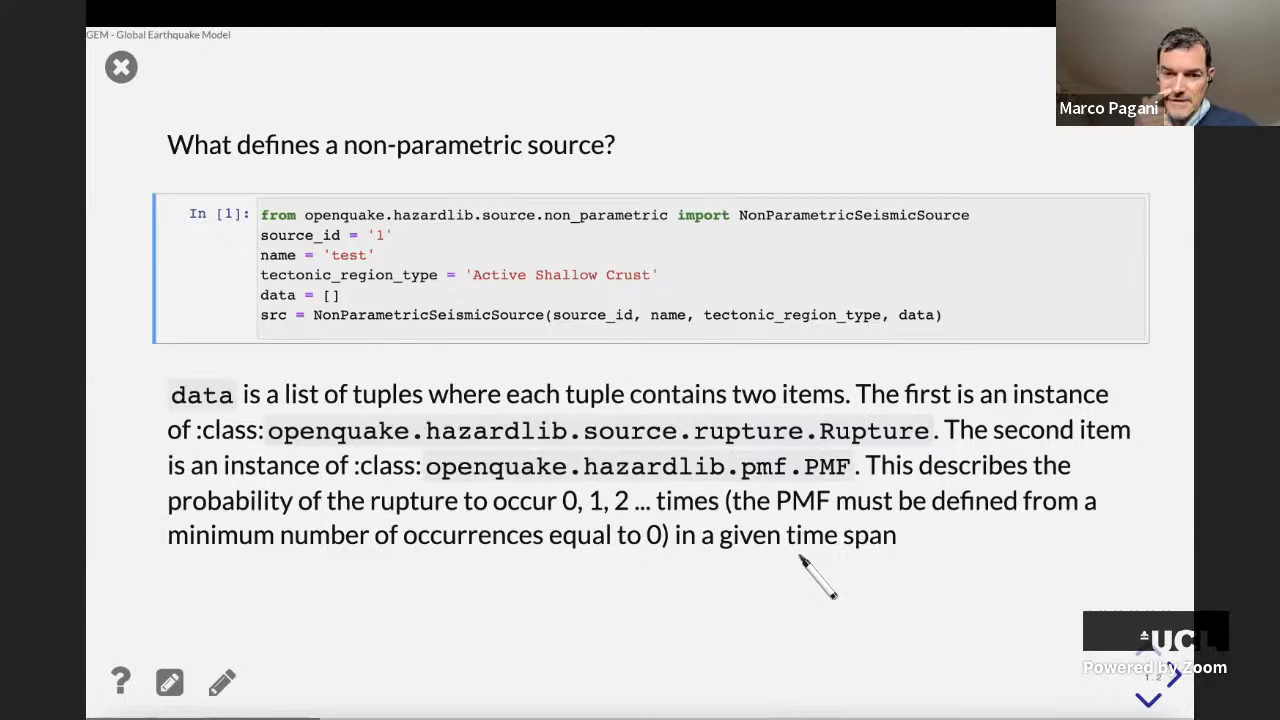 GEM - Global Earthquake Model
Marco Pagani
What defines a non-parametric source?
In [1]: from openquake.hazardlib.source.non_parametric import NonParametricSeismicSource
source_id = '1'
name = 'test'
tectonic_region_type = 'Active Shallow Crust'
data = []
src = NonParametricSeismicSource(source_id, name, tectonic_region_type, data)
data is a list of tuples where each tuple contains two items. The first is an instance
of :class: openquake.hazardlib.source.rupture.Rupture. The second item
is an instance of :class: openquake.hazardlib.pmf.PMF. This describes the
probability of the rupture to occur 0, 1, 2 ... times (the PMF must be defined from a
minimum number of occurrences equal to 0) in a given time span
?
UCL
Powered by Zoom
1.2